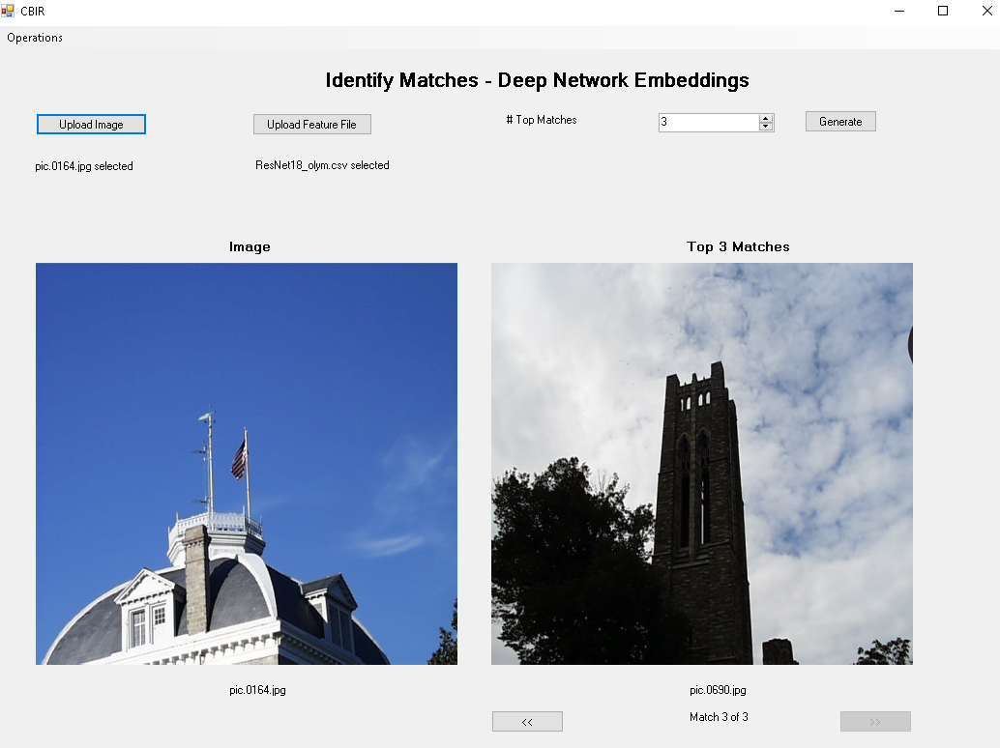 CBIR
Operations
Identify Matches - Deep Network Embeddings
Upload Image
Upload Feature File
# Top Matches
3
Generate
pic.0164.jpg selected
ResNet18_olym.csv selected
Image
Top 3 Matches
pic.0164.jpg
pic.0690.jpg
<<
Match 3 of 3
>>